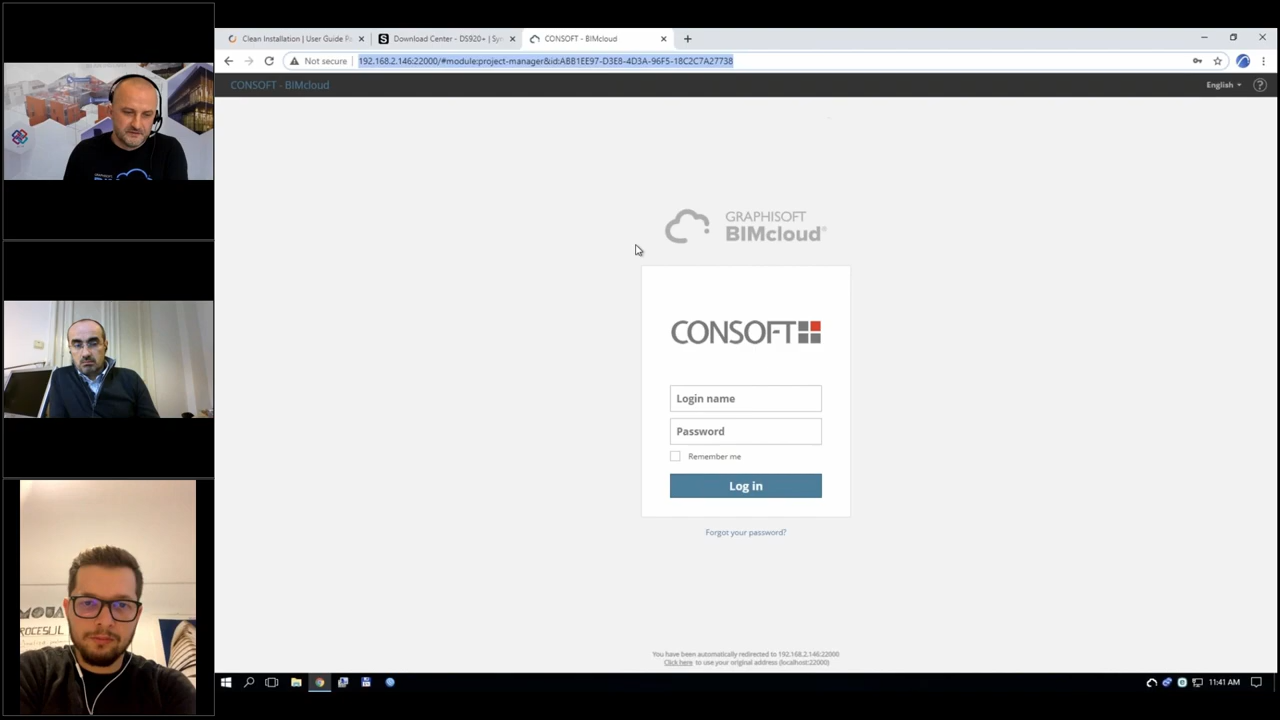 Clean Installation | User Guide Pa
Download Center - DS920+ | Syn
CONSOFT - BIMcloud
Not secure
192.168.2.146:22000/#module:project-manager&id:ABB1EE97-D3E8-4D3A-96F5-18C2C7A27738
CONSOFT - BIMcloud
English
GRAPHISOFT
BIMcloud®
CONSOFT
Login name
Password
Remember me
Log in
Forgot your password?
You have been automatically redirected to 192.168.2.146:22000
Click here to use your original address (localhost:22000)
11:41 AM
GRAPHISOFT